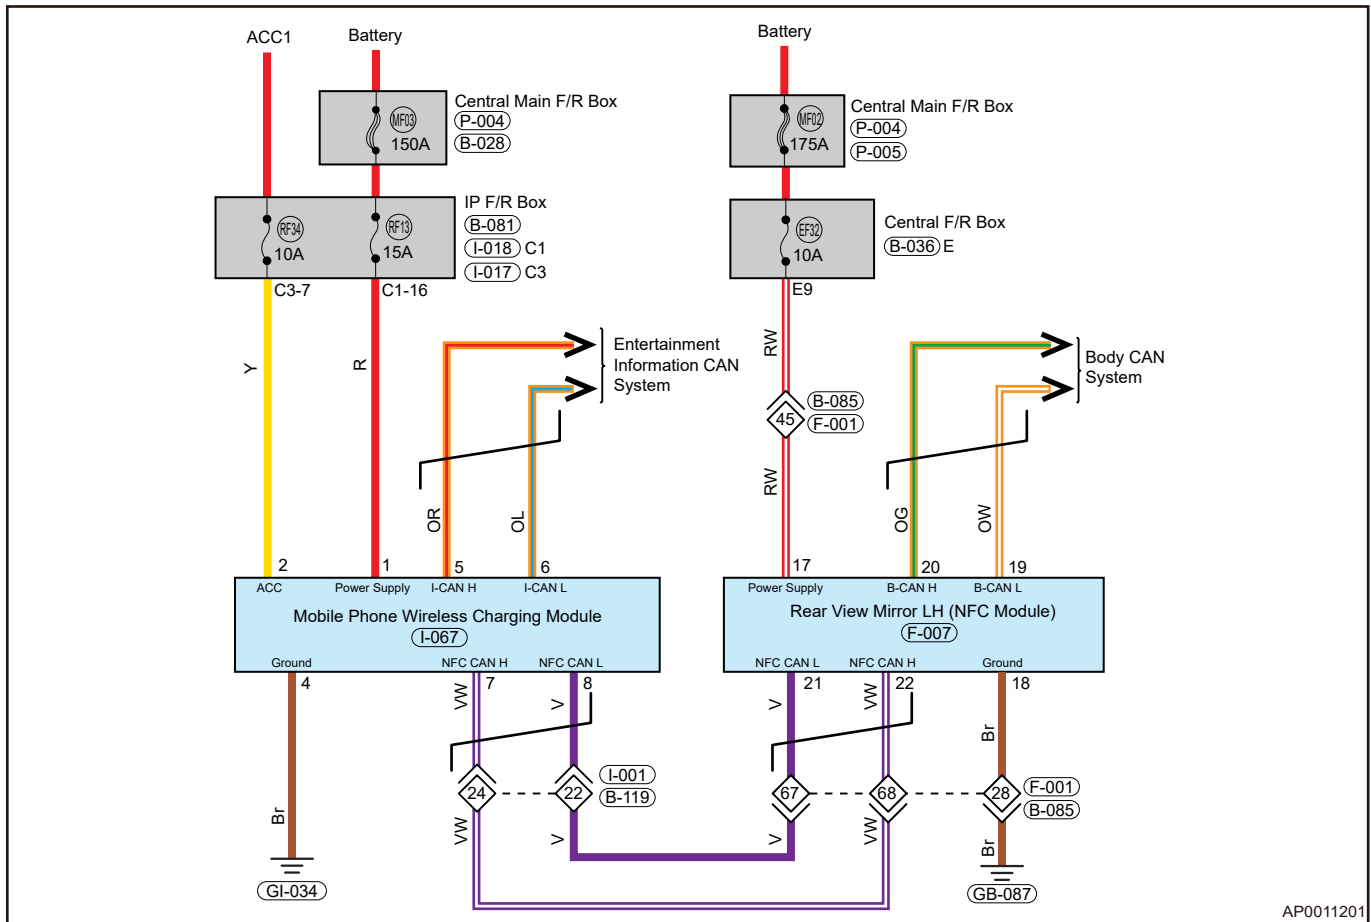 ACC1
Battery
Battery
Central Main F/R Box
P-004
B-028
MF03
150A
Central Main F/R Box
P-004
P-005
MF02
175A
IP F/R Box
B-081
I-018 C1
I-017 C3
RF34
10A
RF13
15A
Central F/R Box
B-036 E
EF32
10A
C3-7
C1-16
E9
Y
R
RW
Entertainment
Information CAN
System
Body CAN
System
45
B-085
F-001
OR
OL
RW
OG
OW
2
1
5
6
17
20
19
ACC
Power Supply
I-CAN H
I-CAN L
Power Supply
B-CAN H
B-CAN L
Mobile Phone Wireless Charging Module
I-067
Rear View Mirror LH (NFC Module)
F-007
Ground
NFC CAN H
NFC CAN L
NFC CAN L
NFC CAN H
Ground
4
7
8
21
22
18
VW
V
V
VW
Br
24
22
I-001
B-119
67
68
28
F-001
B-085
Br
VW
V
V
VW
Br
GI-034
GB-087
AP0011201